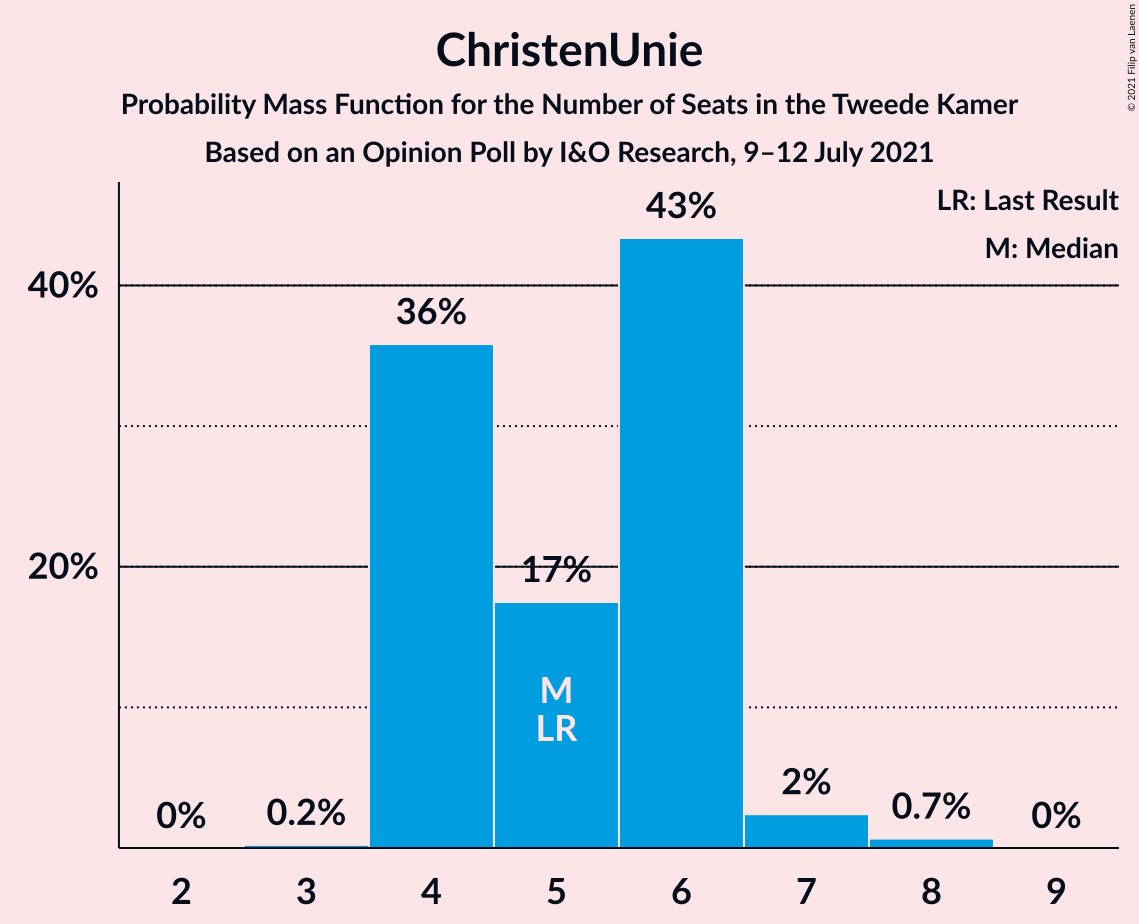 ChristenUnie
Probability Mass Function for the Number of Seats in the Tweede Kamer
Based on an Opinion Poll by I&O Research, 9–12 July 2021
© 2021 Filip van Laenen
LR: Last Result
M: Median
43%
40%
36%
20%
17%
M
LR
0%
0.2%
2%
0.7%
0%
2 3 4 5 6 7 8 9